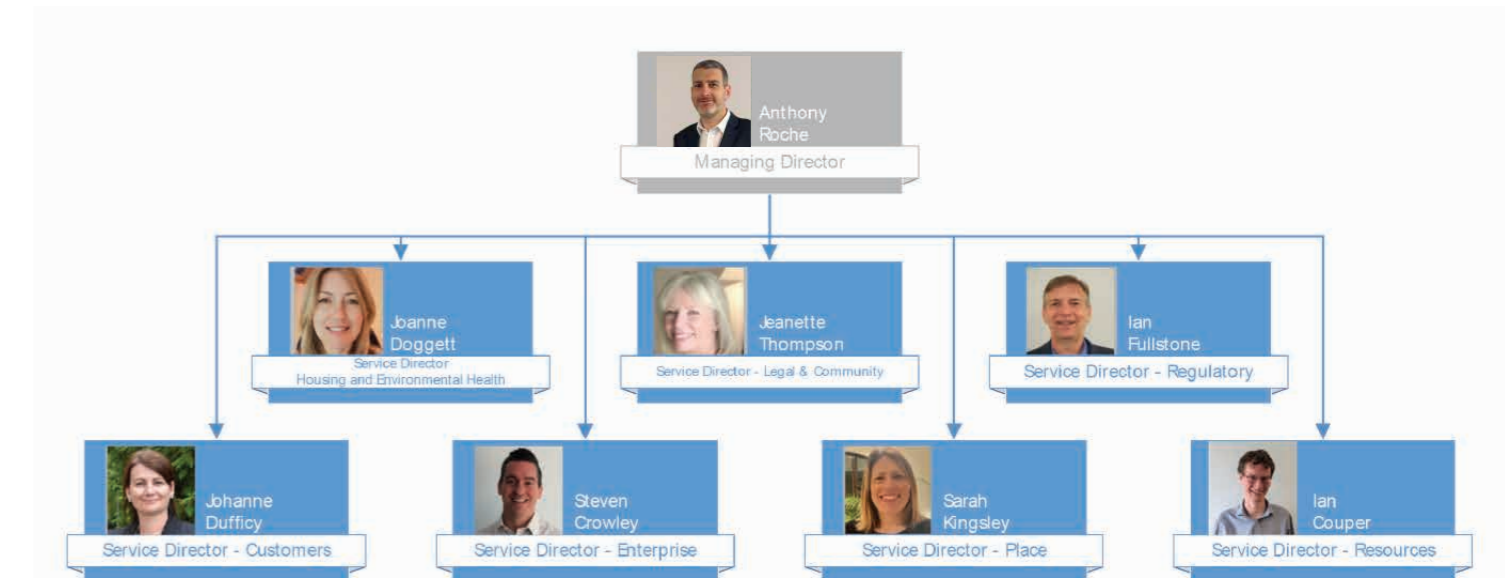 Anthony
Roche
Managing Director
Joanne
Doggett
Service Director
Housing and Environmental Health
Jeanette
Thompson
Service Director - Legal & Community
Ian
Fullstone
Service Director - Regulatory
Johanne
Dufficy
Service Director - Customers
Steven
Crowley
Service Director - Enterprise
Sarah
Kingsley
Service Director - Place
Ian
Couper
Service Director - Resources